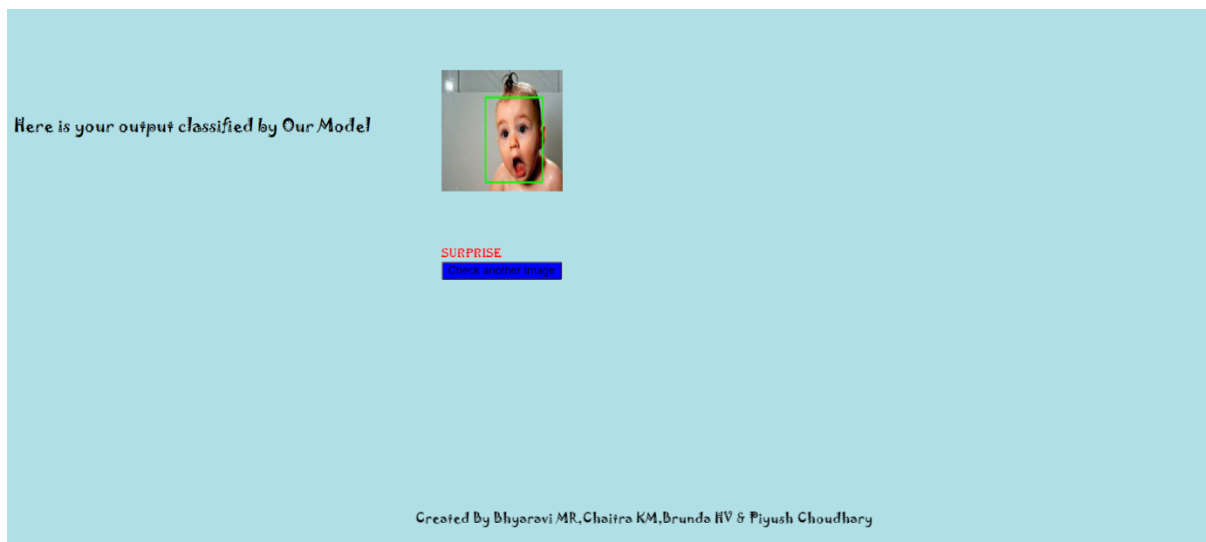 Here is your output classified by Our Model
SURPRISE
Check another image
Created By Bhyaravi MR,Chaitra KM,Brunda HV & Piyush Choudhary